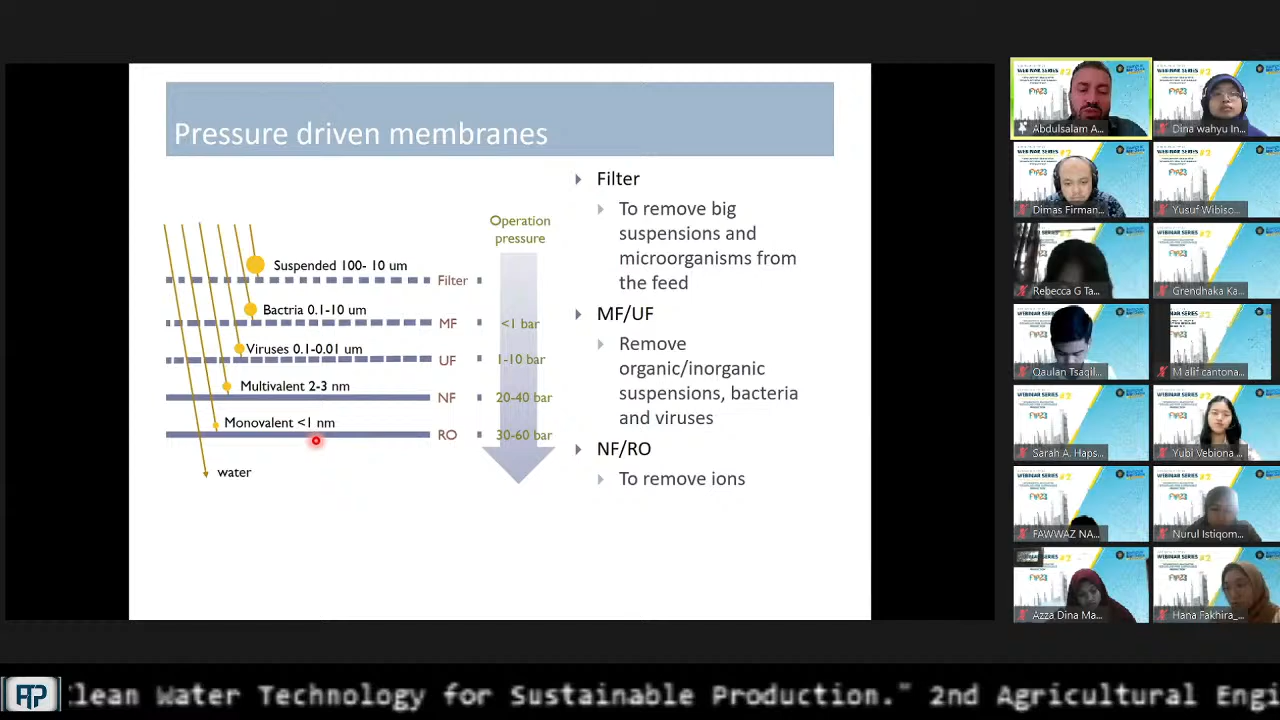 Pressure driven membranes
Operation
pressure
Suspended 100- 10 um
Filter
Bactria 0.1-10 um
MF
<1 bar
Viruses 0.1-0.01 um
UF
1-10 bar
Multivalent 2-3 nm
NF
20-40 bar
Monovalent <1 nm
RO
30-60 bar
water
Filter
To remove big
suspensions and
microorganisms from
the feed
MF/UF
Remove
organic/inorganic
suspensions, bacteria
and viruses
NF/RO
To remove ions
WEBINAR SERIES #2
Abdulsalam A...
Dina wahyu In...
Dimas Firman...
Yusuf Wibiso...
Rebecca G Ta...
Grendhaka Ka...
Qaulan Tsaqil...
M alif cantona...
Sarah A. Haps...
Yubi Vebiona ...
FAWWAZ NA...
Nurul Istiqom...
Azza Dina Ma...
Hana Fakhira_...
lean Water Technology for Sustainable Production." 2nd Agricultural Engi